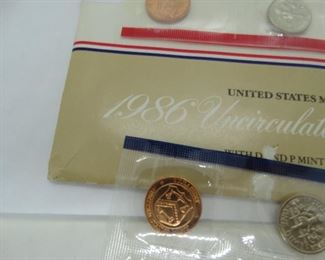 UNITED STATES M
1986 Uncirculat
WITH D SD P MINT